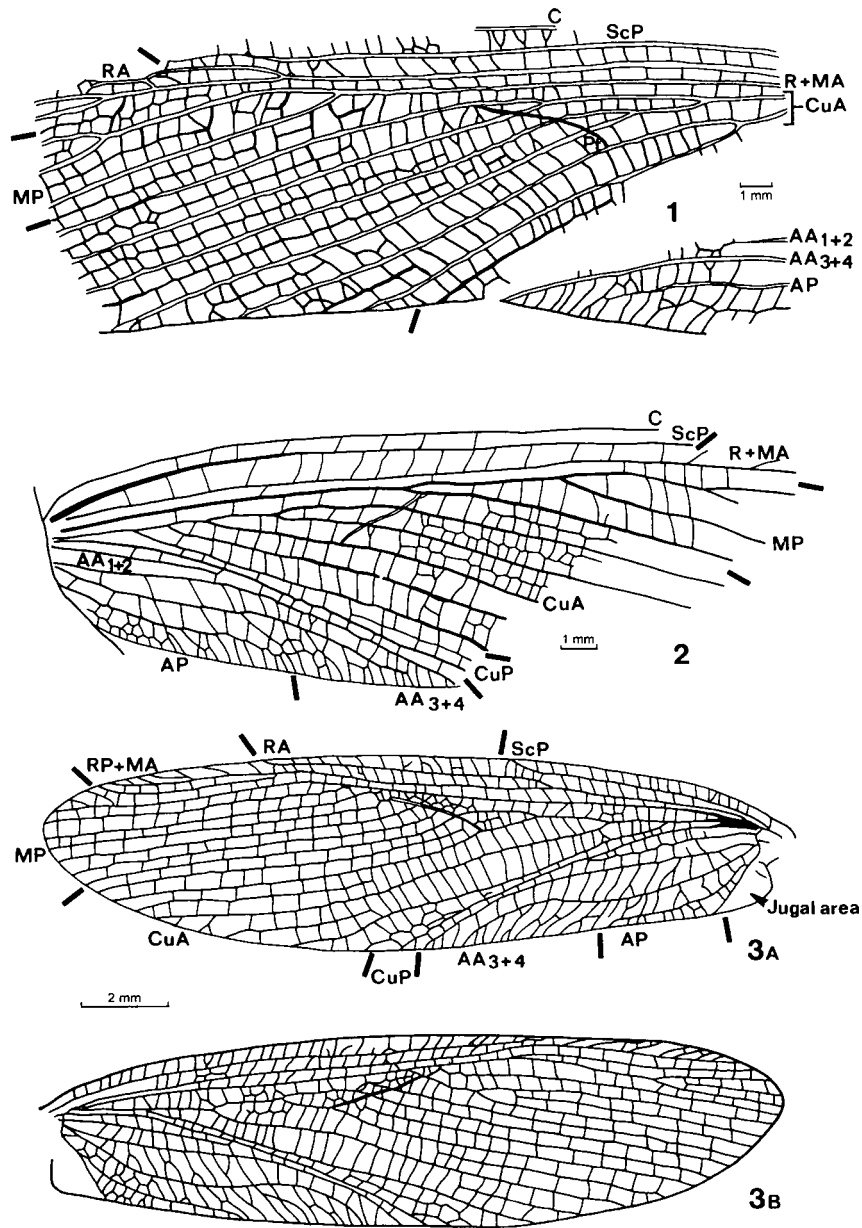 C
ScP
RA
R+MA
CuA
Pt
MP
1 mm
1
AA1+2
AA3+4
AP
C
ScP
R+MA
MP
AA1+2
CuA
1 mm
2
CuP
AP
AA3+4
RP+MA
RA
ScP
MP
Jugal area
CuA
AP
AA3+4
CuP
3A
2 mm
3B